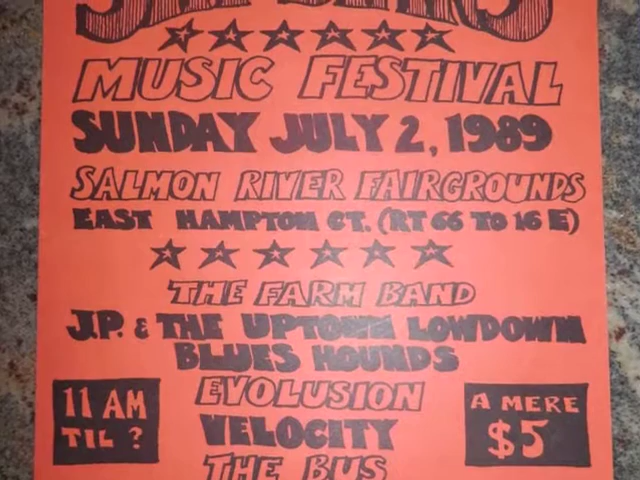 MUSIC FESTIVAL
SUNDAY JULY 2, 1989
SALMON RIVER FAIRGROUNDS
EAST HAMPTON CT. (RT 66 TO 16 E)
THE FARM BAND
J.P. & THE UPTOWN LOWDOWN
BLUES HOUNDS
EVOLUSION
VELOCITY
THE BUS
11 AM
TIL ?
A MERE
$5